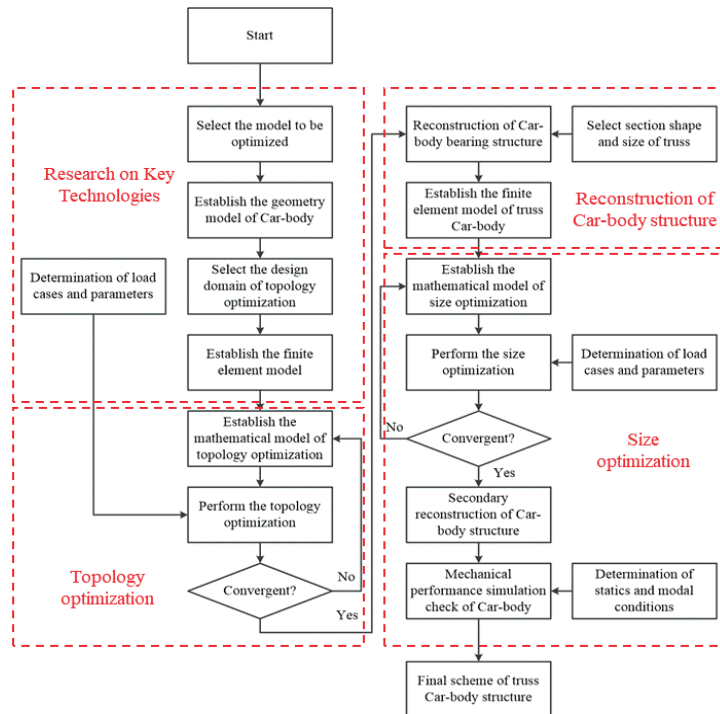 Start
Research on Key
Technologies
Select the model to be
optimized
Establish the geometry
model of Car-body
Select the design
domain of topology
optimization
Establish the finite
element model
Determination of load
cases and parameters
Establish the
mathematical model of
topology optimization
Perform the topology
optimization
Convergent?
No
Yes
Topology
optimization
Reconstruction of Car-
body bearing structure
Select section shape
and size of truss
Establish the finite
element model of truss
Car-body
Reconstruction of
Car-body structure
Establish the
mathematical model of
size optimization
Perform the size
optimization
Determination of load
cases and parameters
No
Convergent?
Yes
Size
optimization
Secondary
reconstruction of Car-
body structure
Mechanical
performance simulation
check of Car-body
Determination of
statics and modal
conditions
Final scheme of truss
Car-body structure